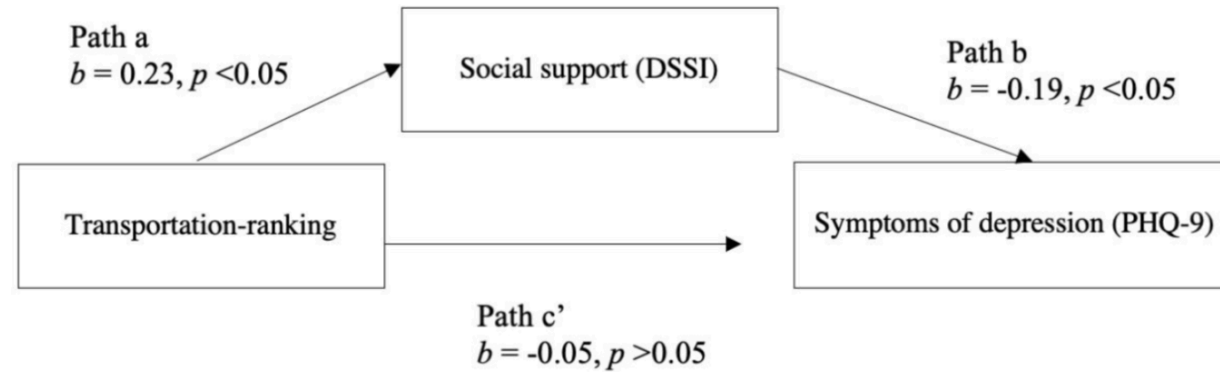 Path a
b = 0.23, p <0.05
Social support (DSSI)
Path b
b = -0.19, p <0.05
Transportation-ranking
Symptoms of depression (PHQ-9)
Path c’
b = -0.05, p >0.05